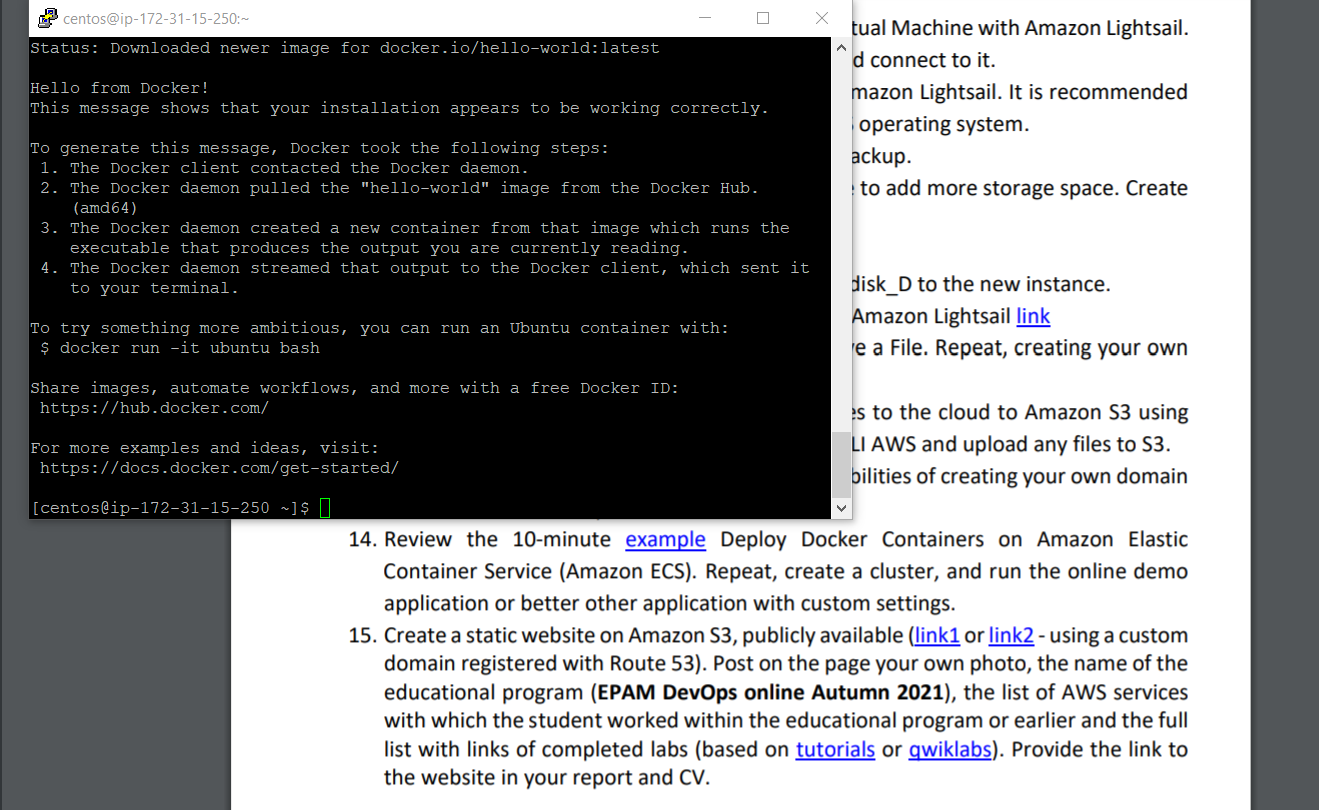 centos@ip-172-31-15-250:~
Status: Downloaded newer image for docker.io/hello-world:latest
Hello from Docker!
This message shows that your installation appears to be working correctly.
To generate this message, Docker took the following steps:
1. The Docker client contacted the Docker daemon.
2. The Docker daemon pulled the "hello-world" image from the Docker Hub.
(amd64)
3. The Docker daemon created a new container from that image which runs the
executable that produces the output you are currently reading.
4. The Docker daemon streamed that output to the Docker client, which sent it
to your terminal.
To try something more ambitious, you can run an Ubuntu container with:
$ docker run -it ubuntu bash
Share images, automate workflows, and more with a free Docker ID:
https://hub.docker.com/
For more examples and ideas, visit:
https://docs.docker.com/get-started/
[centos@ip-172-31-15-250 ~]$
Machine with Amazon Lightsail.
connect to it.
Lightsail. It is recommended
operating system.
to add more storage space. Create
disk_D to the new instance.
Amazon Lightsail link
a File. Repeat, creating your own
to the cloud to Amazon S3 using
AWS and upload any files to S3.
of creating your own domain
14. Review the 10-minute example Deploy Docker Containers on Amazon Elastic
Container Service (Amazon ECS). Repeat, create a cluster, and run the online demo
application or better other application with custom settings.
15. Create a static website on Amazon S3, publicly available (link1 or link2 - using a custom
domain registered with Route 53). Post on the page your own photo, the name of the
educational program (EPAM DevOps online Autumn 2021), the list of AWS services
with which the student worked within the educational program or earlier and the full
list with links of completed labs (based on tutorials or qwiklabs). Provide the link to
the website in your report and CV.